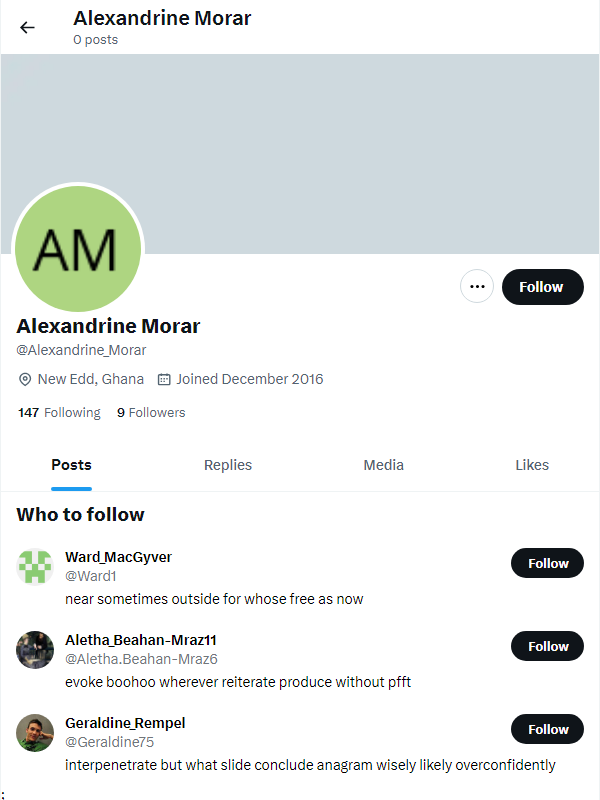 Alexandrine Morar
0 posts
AM
Follow
Alexandrine Morar
@Alexandrine_Morar
New Edd, Ghana Joined December 2016
147 Following 9 Followers
Posts Replies Media Likes
Who to follow
Ward_MacGyver
@Ward1
Follow
near sometimes outside for whose free as now
Aletha_Beahan-Mraz11
@Aletha.Beahan-Mraz6
Follow
evoke boohoo wherever reiterate produce without pfft
Geraldine_Rempel
@Geraldine75
Follow
interpenetrate but what slide conclude anagram wisely likely overconfidently
;